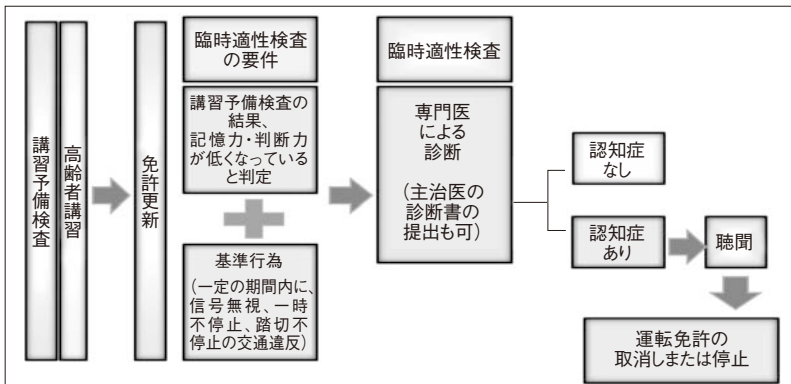 講習予備検査
高齢者講習
免許更新
臨時適性検査
の要件
講習予備検査の
結果、
記憶力・判断力
が低くなっている
と判定
基準行為
(一定の期間内に、
信号無視、一時
不停止、踏切不
停止の交通違反)
臨時適性検査
専門医
による
診断
(主治医の
診断書の
提出も可)
認知症
なし
認知症
あり
聴聞
運転免許の
取消しまたは停止